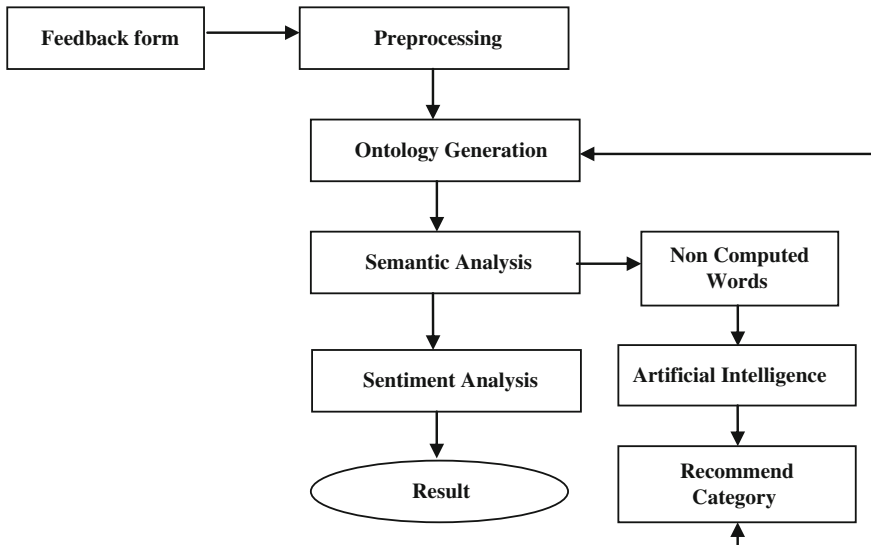 Feedback form
Preprocessing
Ontology Generation
Semantic Analysis
Non Computed
Words
Sentiment Analysis
Artificial Intelligence
Result
Recommend
Category